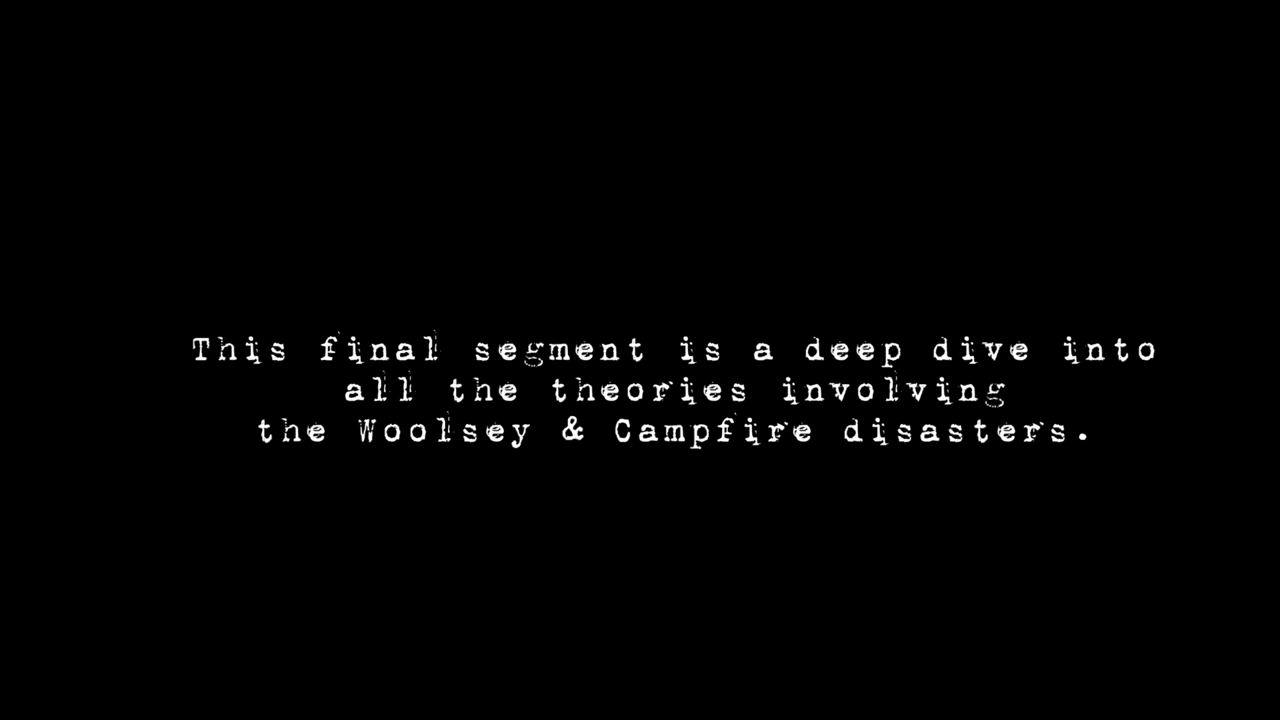 This final segment is a deep dive into
all the theories involving
the Woolsey & Campfire disasters.